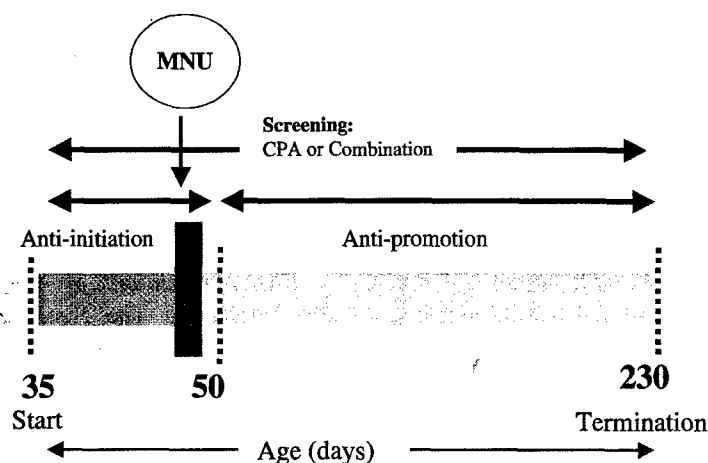 MNU
Screening:
CPA or Combination
Anti-initiation
Anti-promotion
35
50
230
Start
Termination
Age (days)